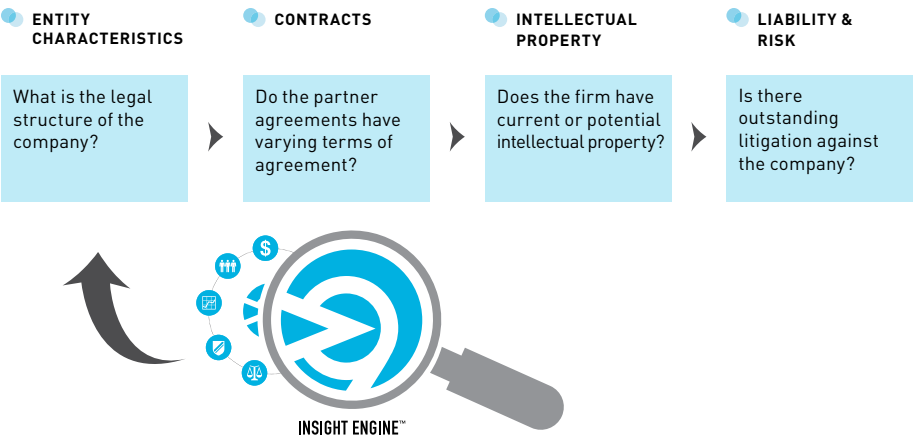 ENTITY
CHARACTERISTICS
What is the legal
structure of the
company?
CONTRACTS
Do the partner
agreements have
varying terms of
agreement?
INTELLECTUAL
PROPERTY
Does the firm have
current or potential
intellectual property?
LIABILITY &
RISK
Is there
outstanding
litigation against
the company?
$
INSIGHT ENGINE™